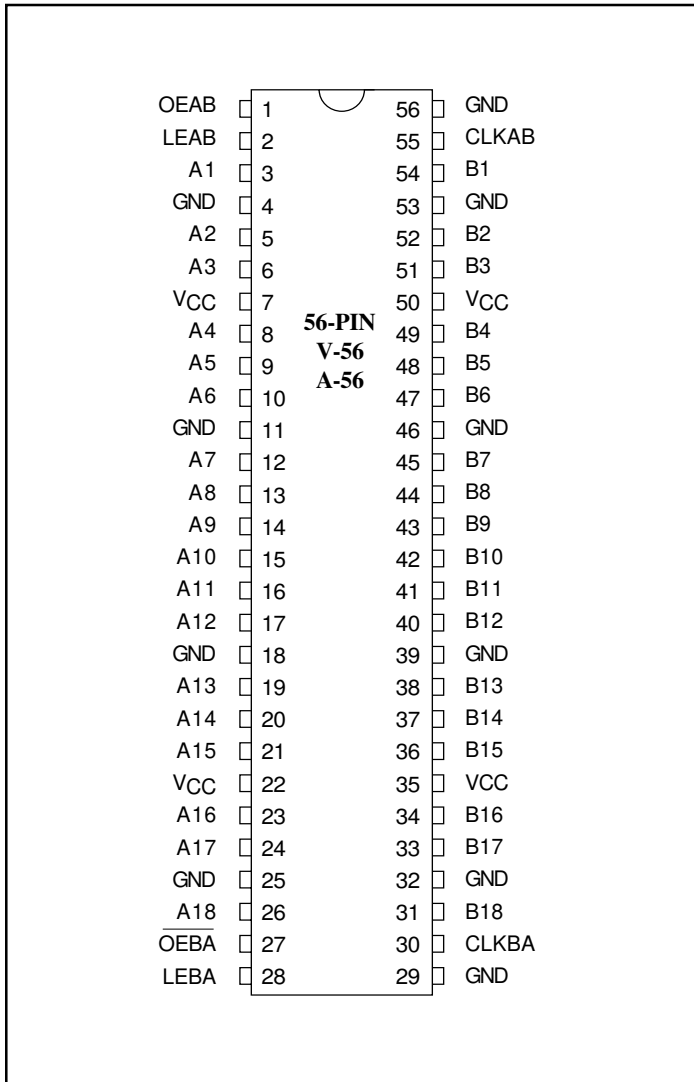 OEAB 1 56 GND
LEAB 2 55 CLKAB
A1 3 54 B1
GND 4 53 GND
A2 5 52 B2
A3 6 51 B3
VCC 7 50 VCC
A4 8 56-PIN 49 B4
V-56
A5 9 48 B5
A-56
A6 10 47 B6
GND 11 46 GND
A7 12 45 B7
A8 13 44 B8
A9 14 43 B9
A10 15 42 B10
A11 16 41 B11
A12 17 40 B12
GND 18 39 GND
A13 19 38 B13
A14 20 37 B14
A15 21 36 B15
VCC 22 35 VCC
A16 23 34 B16
A17 24 33 B17
GND 25 32 GND
A18 26 31 B18
O̅E̅B̅A̅ 27 30 CLKBA
LEBA 28 29 GND